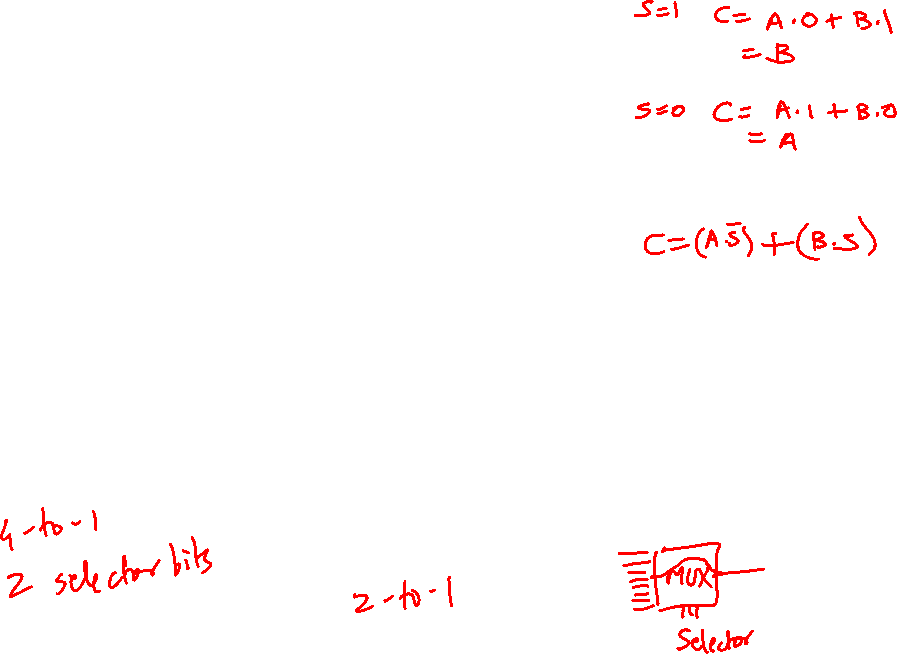 S=1 C= A.0 + B.1
= B
S=0 C= A.1 + B.0
= A
C=(A.S̅)+(B.S)
4-to-1
2 selector bits
2-to-1
MUX
Selector